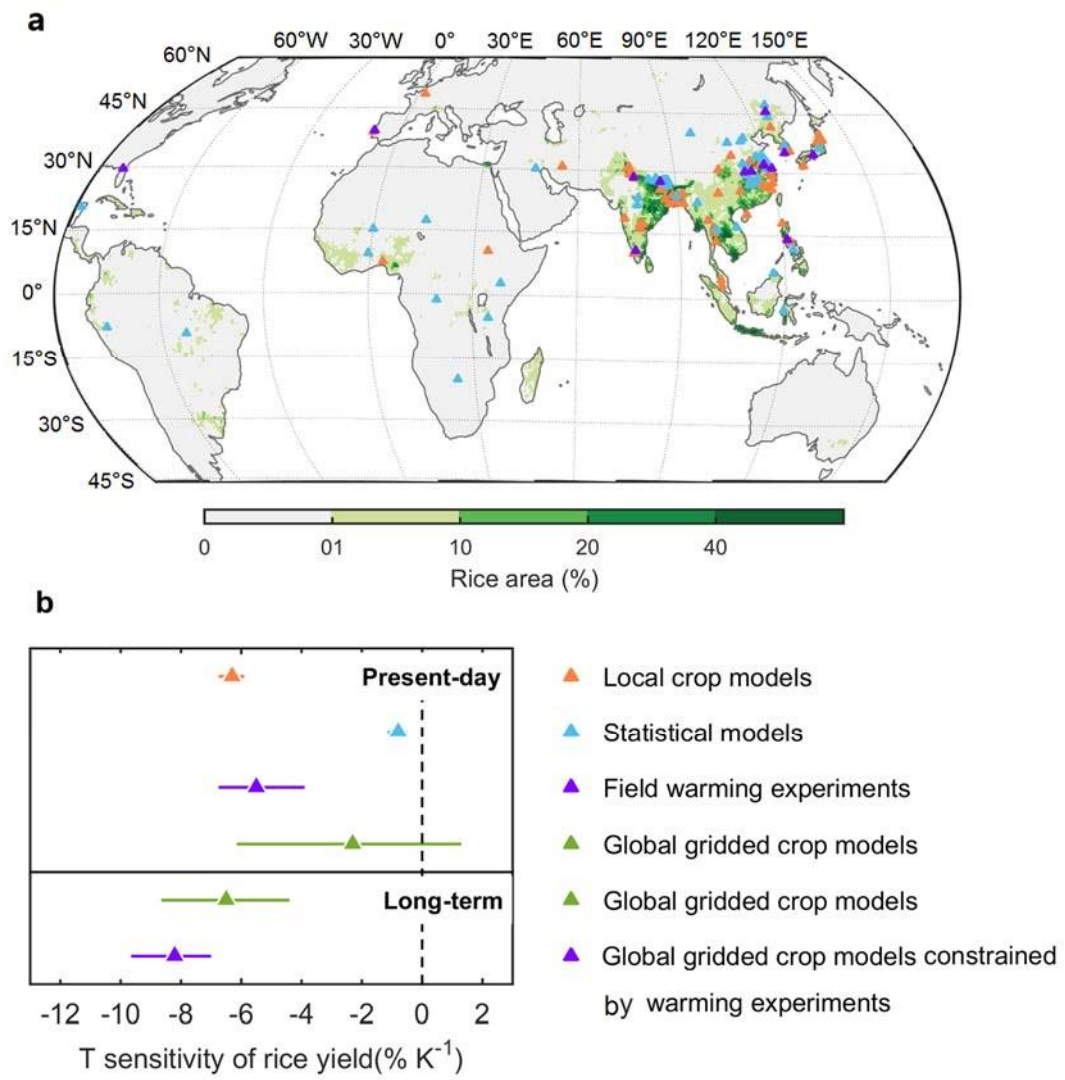 a
60°W 30°W 0° 30°E 60°E 90°E 120°E 150°E
60°N
45°N
30°N
15°N
0°
15°S
30°S
45°S
0 01 10 20 40
Rice area (%)
b
Present-day
Long-term
-12 -10 -8 -6 -4 -2 0 2
T sensitivity of rice yield(% K⁻¹)
Local crop models
Statistical models
Field warming experiments
Global gridded crop models
Global gridded crop models
Global gridded crop models constrained
by warming experiments